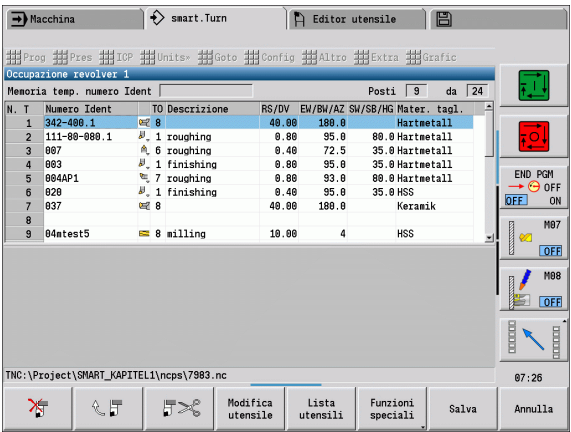 Macchina
smart.Turn
Editor utensile
Prog Pres ICP Units» Goto Config Altro Extra Grafic
Occupazione revolver 1
Memoria temp. numero Ident Posti 9 da 24
N. T Numero Ident TO Descrizione RS/DV EW/BW/AZ SW/SB/HG Mater. tagl.
1 342-400.1 8 40.00 180.0 Hartmetall
2 111-80-080.1 1 roughing 0.80 95.0 80.0 Hartmetall
3 007 6 roughing 0.40 72.5 35.0 Hartmetall
4 003 1 finishing 0.80 95.0 35.0 Hartmetall
5 004AP1 7 roughing 0.80 93.0 80.0 Hartmetall
6 020 1 finishing 0.40 95.0 35.0 HSS
7 037 8 40.00 180.0 Keramik
8
9 04mtest5 8 milling 10.00 4 HSS
TNC:\Project\SMART_KAPITEL1\ncps\7983.nc
Modifica utensile
Lista utensili
Funzioni speciali
Salva
Annulla
I
O
END PGM
OFF
OFF ON
M07
OFF
M08
OFF
07:26